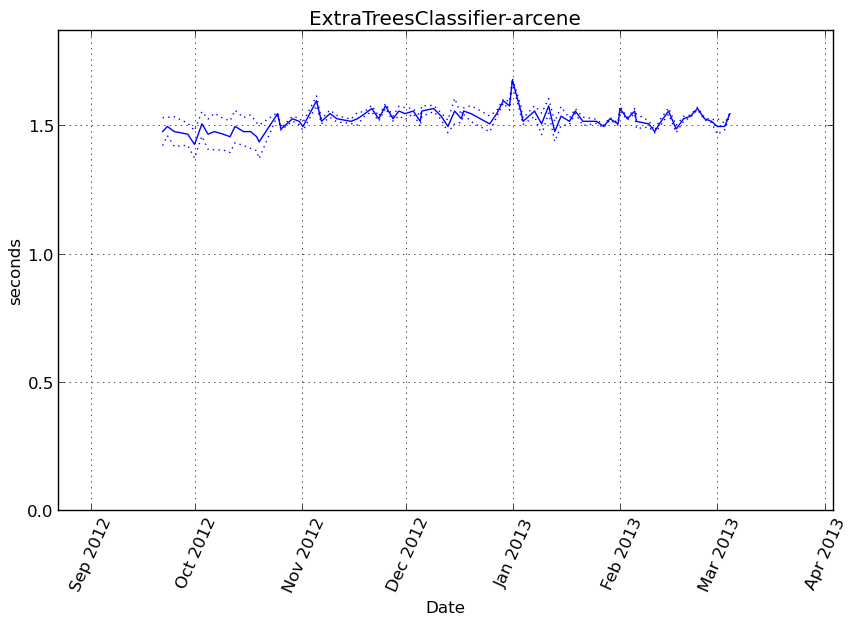 ExtraTreesClassifier-arcene
seconds
1.5
1.0
0.5
0.0
Sep 2012
Oct 2012
Nov 2012
Dec 2012
Jan 2013
Feb 2013
Mar 2013
Apr 2013
Date